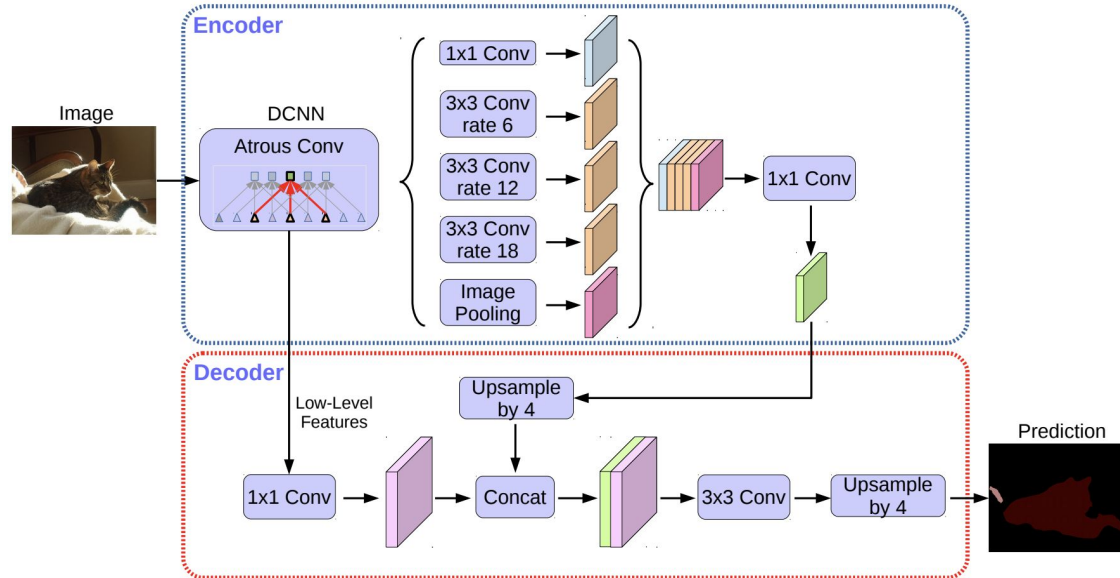 Encoder
Image
DCNN
Atrous Conv
1x1 Conv
3x3 Conv
rate 6
3x3 Conv
rate 12
3x3 Conv
rate 18
Image
Pooling
1x1 Conv
Decoder
Low-Level
Features
Upsample
by 4
1x1 Conv
Concat
3x3 Conv
Upsample
by 4
Prediction